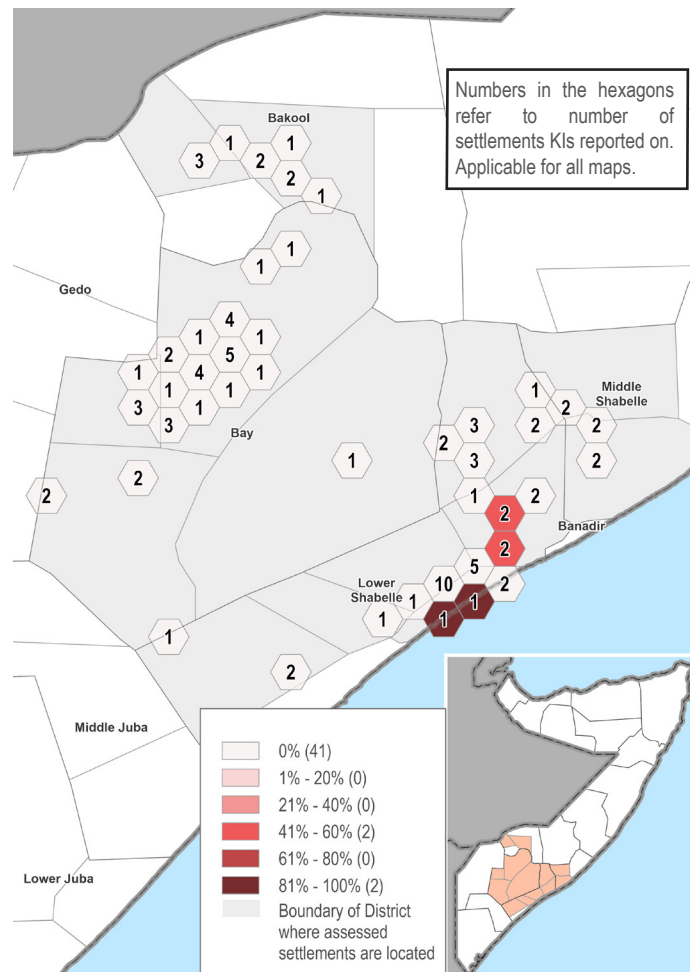 Numbers in the hexagons
refer to number of
settlements KIs reported on.
Applicable for all maps.
Bakool
1 1
3 2
2
1
1
1
Gedo
4
1 1
2 5
1 4 1
1 1 1
Middle
Shabelle
3 1 2
3 3 2 2
Bay
2
1 3 2
2
2 1 2
2
Banadir
2
5
Lower
Shabelle
10 2
1 1
1 1
1
2
Middle Juba
Lower Juba
0% (41)
1% - 20% (0)
21% - 40% (0)
41% - 60% (2)
61% - 80% (0)
81% - 100% (2)
Boundary of District
where assessed
settlements are located